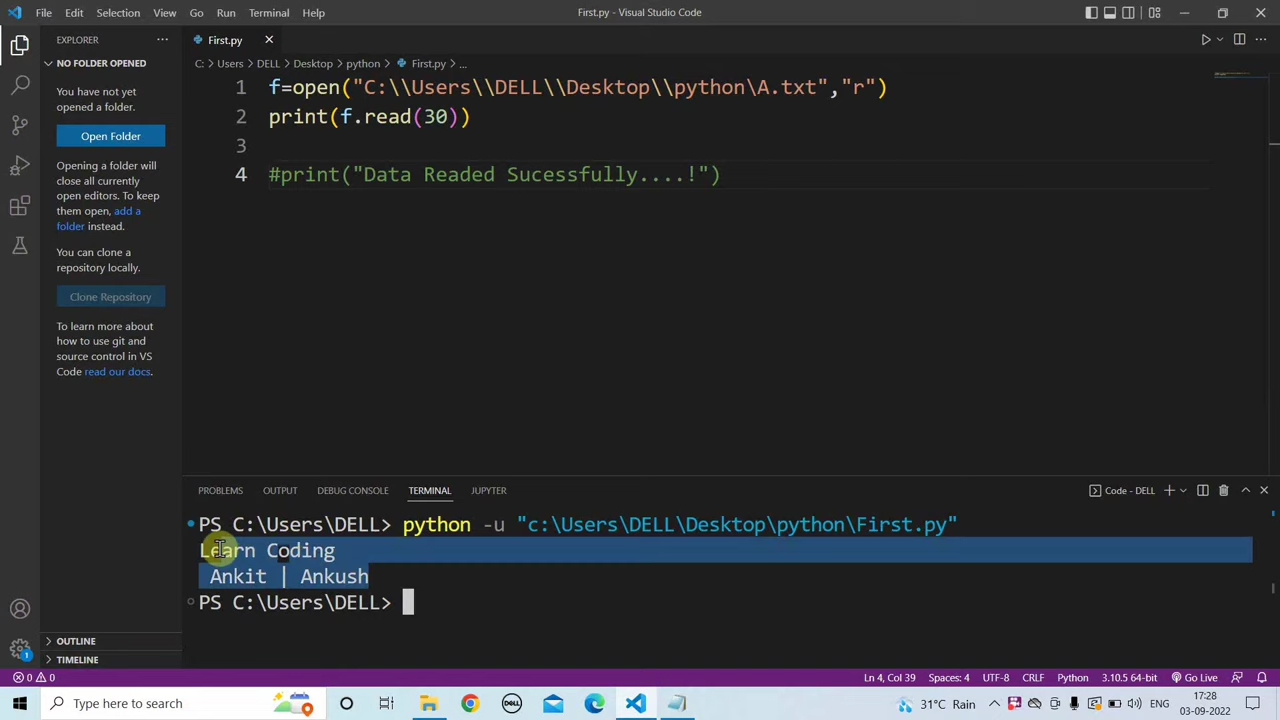 File Edit Selection View Go Run Terminal Help
First.py - Visual Studio Code
EXPLORER
First.py
NO FOLDER OPENED
C: > Users > DELL > Desktop > python > First.py > ...
You have not yet
opened a folder.
Open Folder
Opening a folder will
close all currently
open editors. To keep
them open, add a
folder instead.
You can clone a
repository locally.
Clone Repository
To learn more about
how to use git and
source control in VS
Code read our docs.
OUTLINE
TIMELINE
1 f=open("C:\\Users\\DELL\\Desktop\\python\A.txt","r")
2 print(f.read(30))
3
4 #print("Data Readed Sucessfully....!")
PROBLEMS OUTPUT DEBUG CONSOLE TERMINAL JUPYTER
Code - DELL
PS C:\Users\DELL> python -u "c:\Users\DELL\Desktop\python\First.py"
Learn Coding
Ankit | Ankush
PS C:\Users\DELL>
1
0 0
Ln 4, Col 39 Spaces: 4 UTF-8 CRLF Python 3.10.5 64-bit Go Live
Type here to search
DELL
31°C Rain
ENG
17:28
03-09-2022